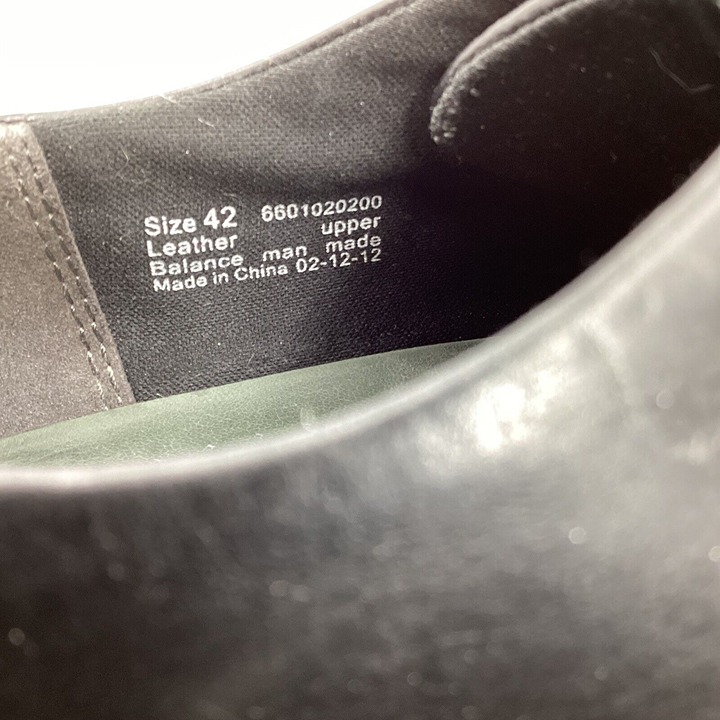 Size 42 6601020200
Leather upper
Balance man made
Made in China 02-12-12